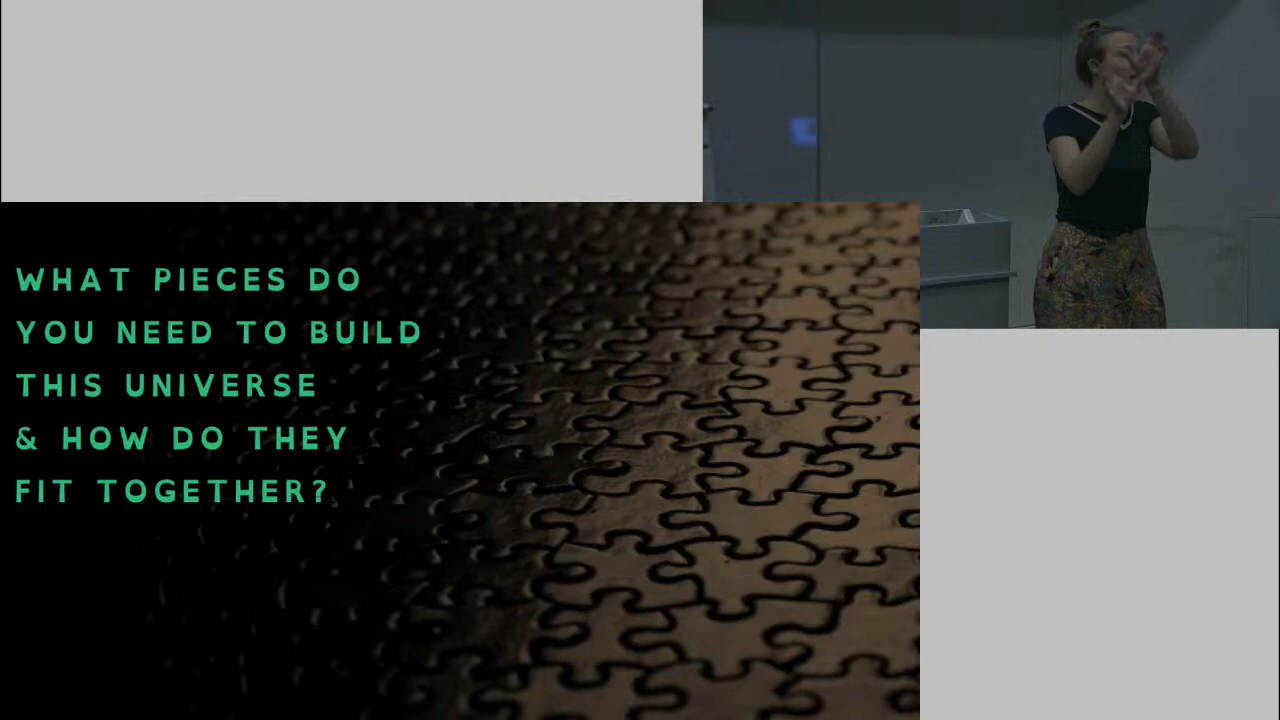 WHAT PIECES DO
YOU NEED TO BUILD
THIS UNIVERSE
& HOW DO THEY
FIT TOGETHER?